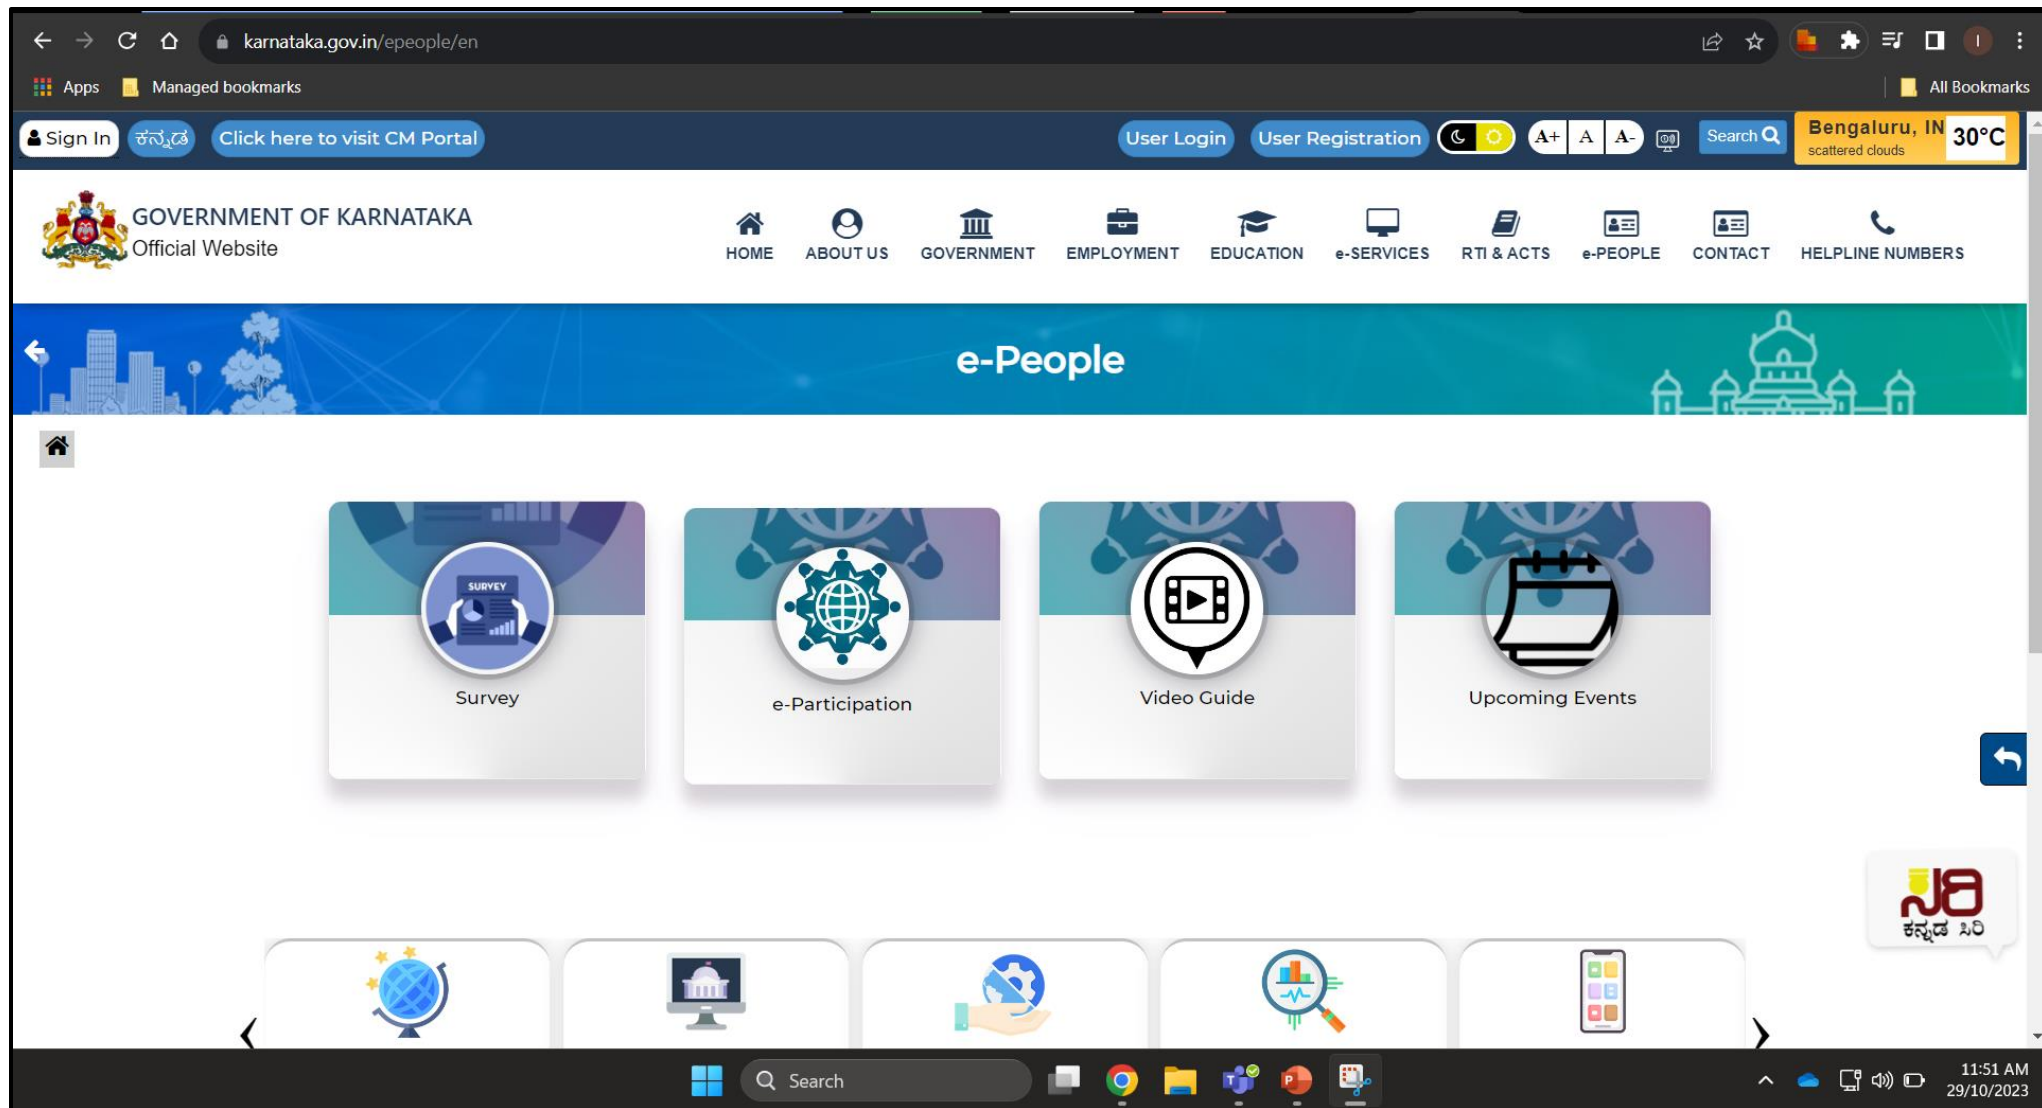 karnataka.gov.in/epeople/en
Apps Managed bookmarks All Bookmarks
Sign In ಕನ್ನಡ Click here to visit CM Portal User Login User Registration A+ A A- Search Bengaluru, IN 30°C
scattered clouds
GOVERNMENT OF KARNATAKA
Official Website
HOME ABOUT US GOVERNMENT EMPLOYMENT EDUCATION e-SERVICES RTI & ACTS e-PEOPLE CONTACT HELPLINE NUMBERS
e-People
SURVEY
Survey e-Participation Video Guide Upcoming Events
ಕನ್ನಡ ಸಿರಿ
Search
11:51 AM
29/10/2023